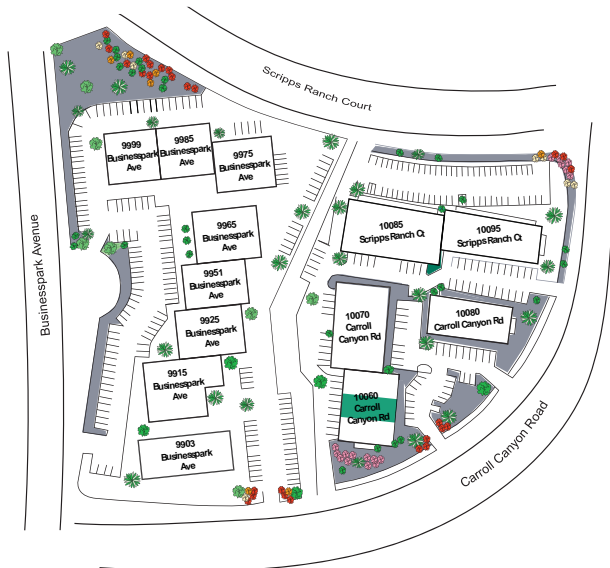 Scripps Ranch Court
9999
Businesspark
Ave
9985
Businesspark
Ave
9975
Businesspark
Ave
9965
Businesspark
Ave
10085
Scripps Ranch Ct
10095
Scripps Ranch Ct
Businesspark Avenue
9951
Businesspark
Ave
9925
Businesspark
Ave
10070
Carroll
Canyon Rd
10080
Carroll Canyon Rd
9915
Businesspark
Ave
10060
Carroll
Canyon Rd
9903
Businesspark
Ave
Carroll Canyon Road